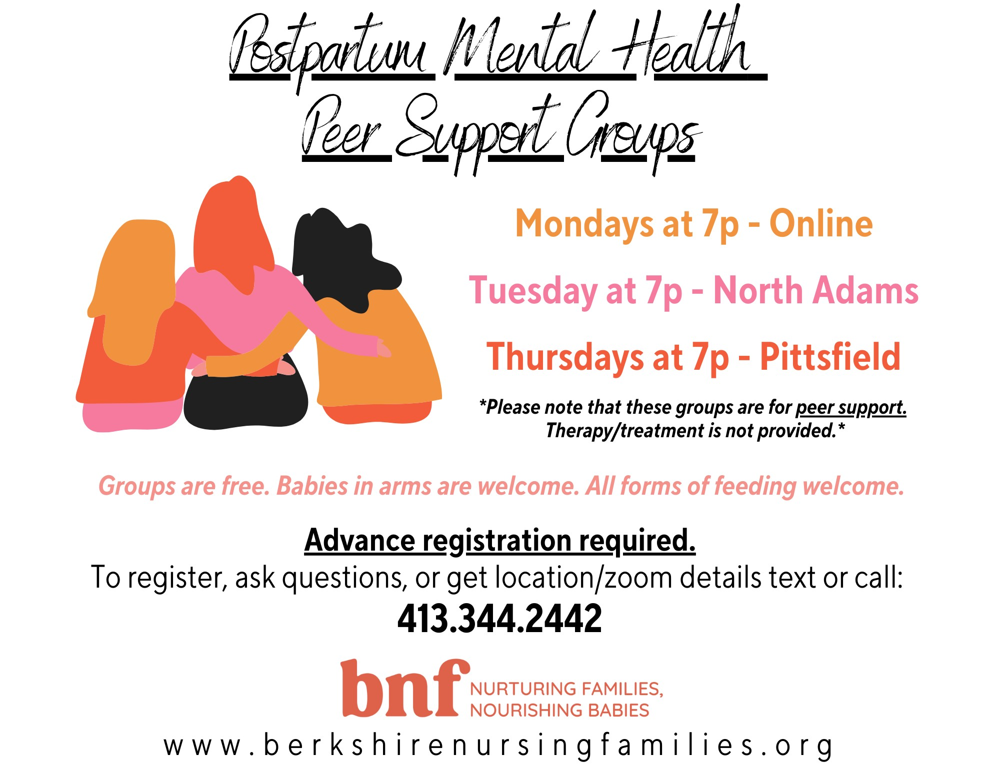 Postpartum Mental Health
Peer Support Groups
Mondays at 7p - Online
Tuesday at 7p - North Adams
Thursdays at 7p - Pittsfield
*Please note that these groups are for peer support.
Therapy/treatment is not provided.*
Groups are free. Babies in arms are welcome. All forms of feeding welcome.
Advance registration required.
To register, ask questions, or get location/zoom details text or call:
413.344.2442
bnf NURTURING FAMILIES,
NOURISHING BABIES
www.berkshirenursingfamilies.org